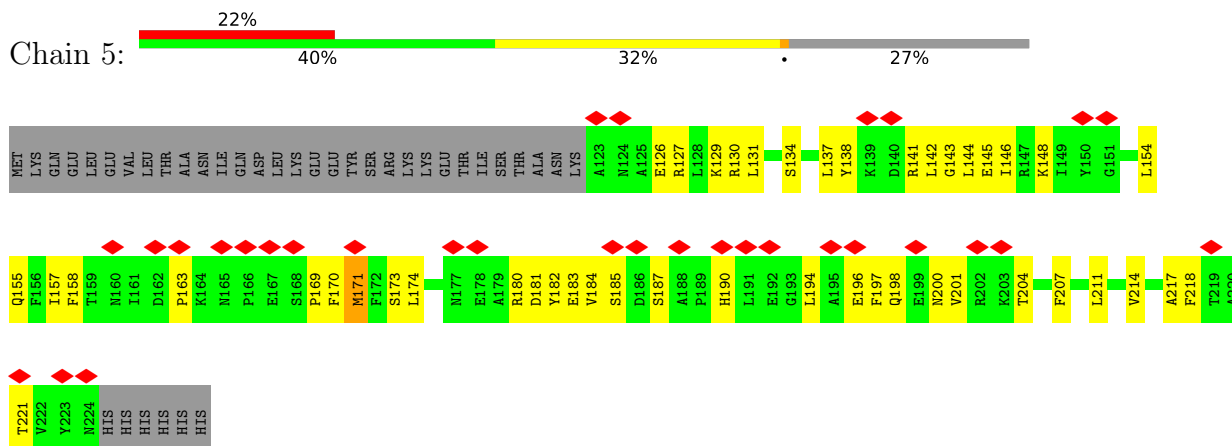 22%
Chain 5:
40% 32% • 27%
MET LYS GLN GLU LEU GLU VAL LEU THR ALA ASN ILE GLN ASP LEU LYS GLU GLU TYR SER ARG LYS LYS GLU THR ILE SER THR ALA ASN LYS A123 N124 A125 E126 R127 L128 K129 R130 L131 S134 L137 Y138 K139 D140 R141 L142 G143 L144 E145 I146 R147 K148 I149 Y150 G151 L154
Q155 F156 I157 F158 T159 N160 I161 D162 P163 K164 N165 P166 E167 S168 P169 F170 M171 F172 S173 L174 N177 E178 A179 R180 D181 Y182 E183 V184 S185 D186 S187 A188 P189 H190 L191 E192 G193 L194 A195 E196 F197 Q198 E199 N200 V201 R202 K203 T204 F207 L211 V214 A217 F218 T219 A220
T221 V222 Y223 N224 HIS HIS HIS HIS HIS HIS